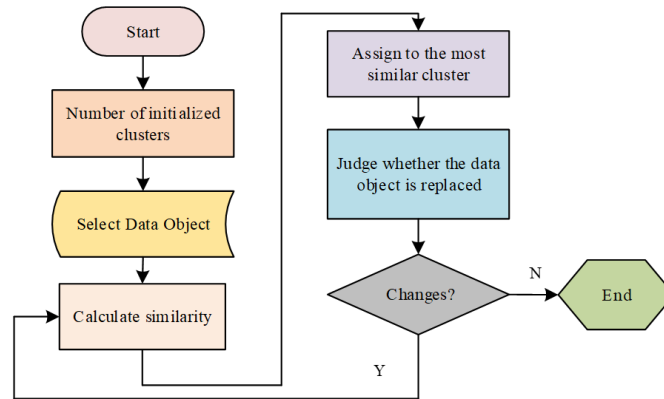 Start
Number of initialized
clusters
Select Data Object
Calculate similarity
Assign to the most
similar cluster
Judge whether the data
object is replaced
Changes?
N
End
Y